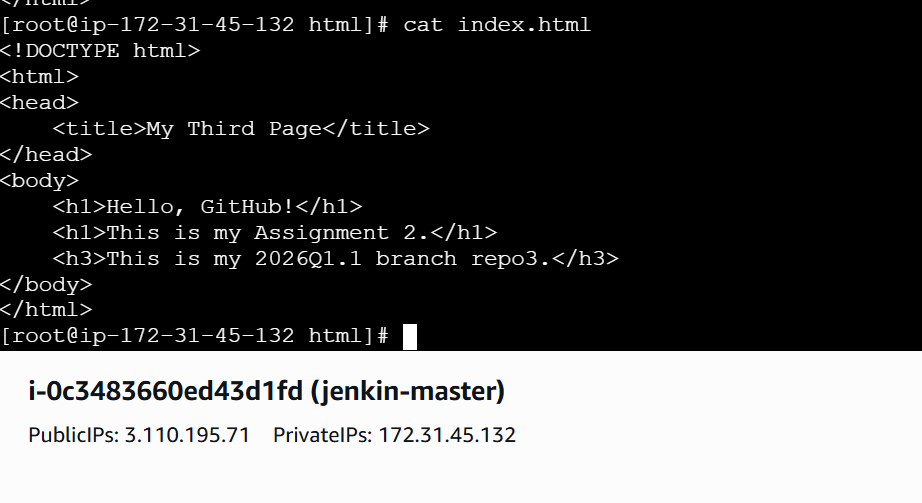 </html>
[root@ip-172-31-45-132 html]# cat index.html
<!DOCTYPE html>
<html>
<head>
    <title>My Third Page</title>
</head>
<body>
    <h1>Hello, GitHub!</h1>
    <h1>This is my Assignment 2.</h1>
    <h3>This is my 2026Q1.1 branch repo3.</h3>
</body>
</html>
[root@ip-172-31-45-132 html]#
i-0c3483660ed43d1fd (jenkin-master)
PublicIPs: 3.110.195.71    PrivateIPs: 172.31.45.132